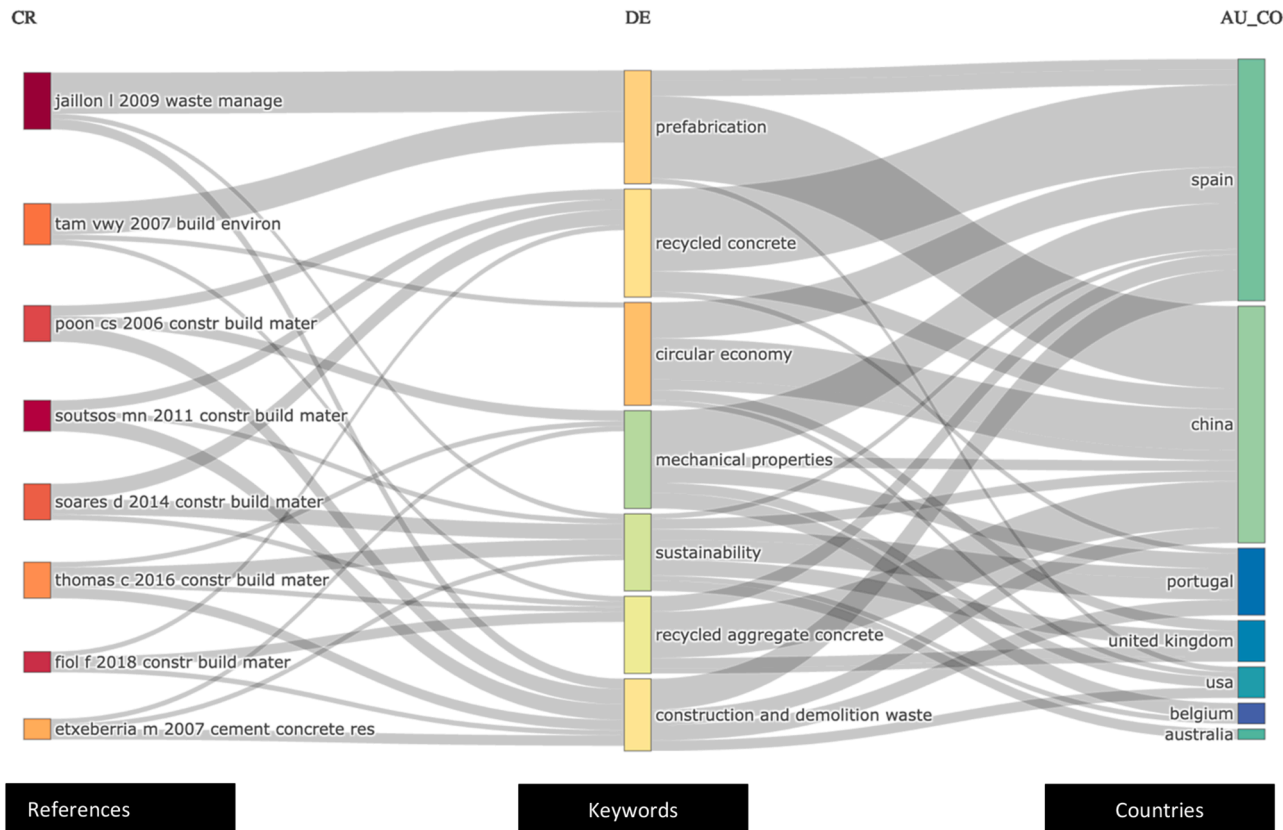 CR
DE
AU_CO
jaillon l 2009 waste manage
tam vwy 2007 build environ
poon cs 2006 constr build mater
soutsos mn 2011 constr build mater
soares d 2014 constr build mater
thomas c 2016 constr build mater
fiol f 2018 constr build mater
etxeberria m 2007 cement concrete res
prefabrication
recycled concrete
circular economy
mechanical properties
sustainability
recycled aggregate concrete
construction and demolition waste
spain
china
portugal
united kingdom
usa
belgium
australia
References
Keywords
Countries